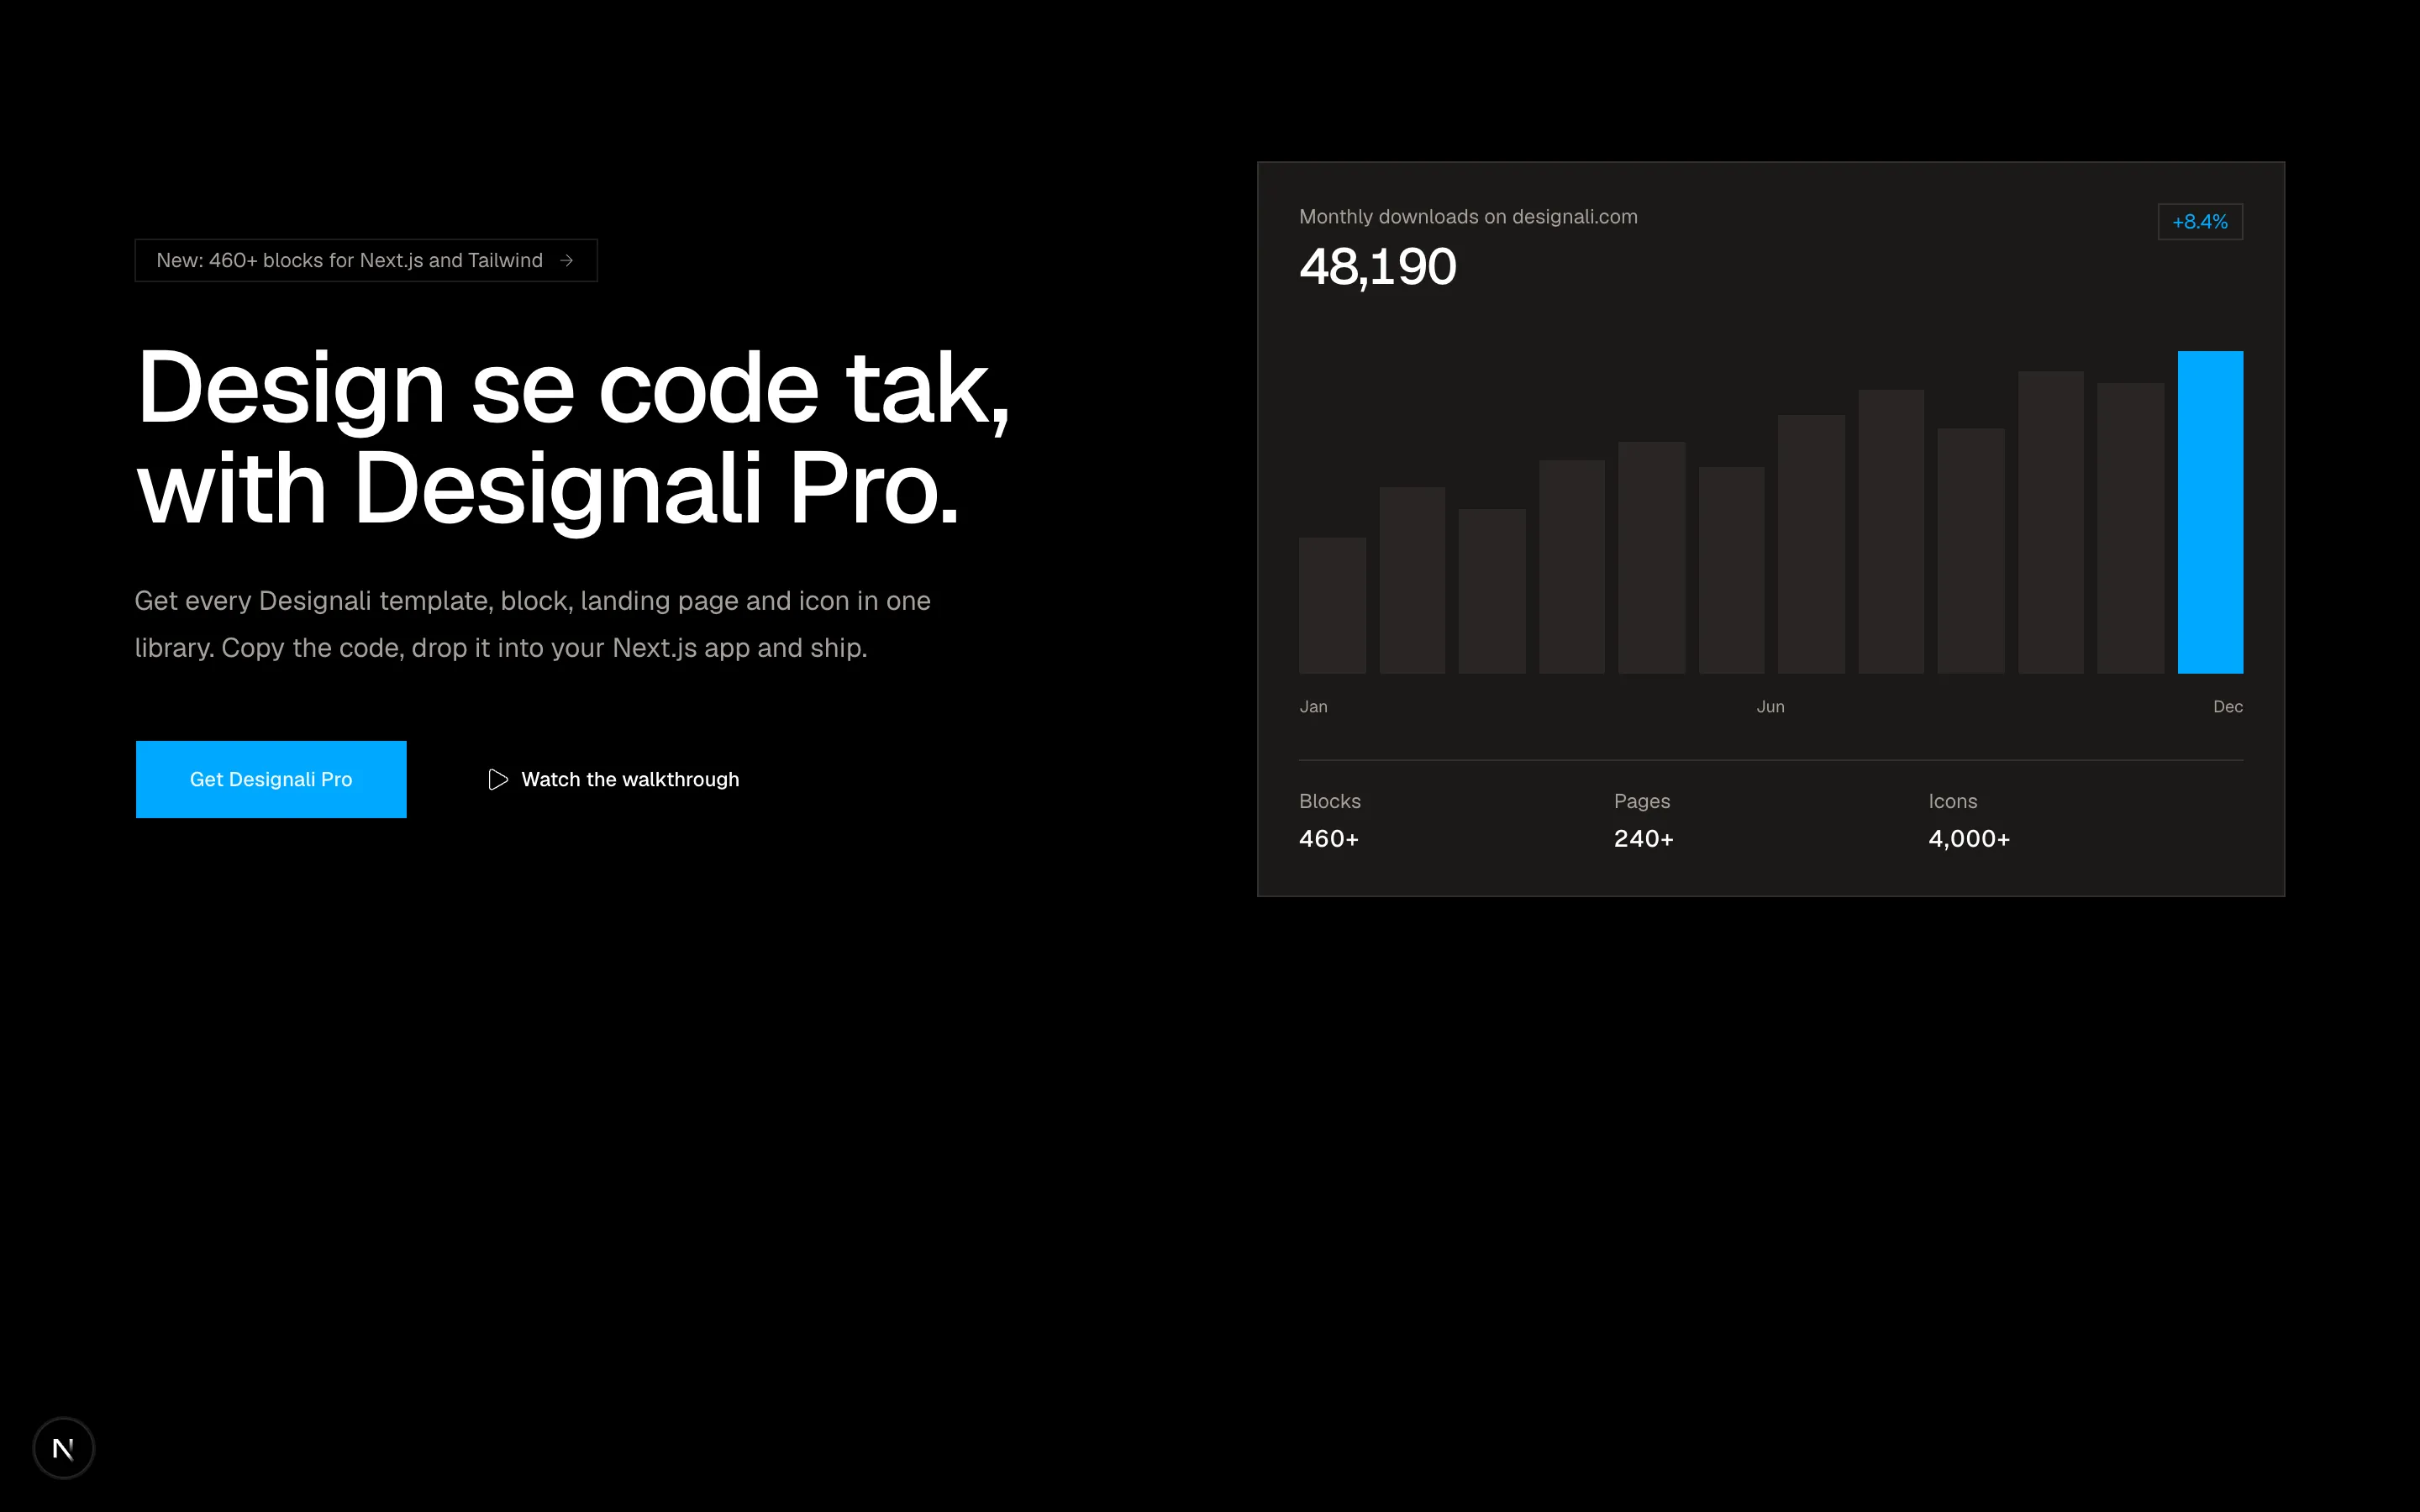 New: 460+ blocks for Next.js and Tailwind →
Design se code tak,
with Designali Pro.
Get every Designali template, block, landing page and icon in one
library. Copy the code, drop it into your Next.js app and ship.
Get Designali Pro
Watch the walkthrough
Monthly downloads on designali.com
+8.4%
48,190
Jan Jun Dec
Blocks Pages Icons
460+ 240+ 4,000+
N